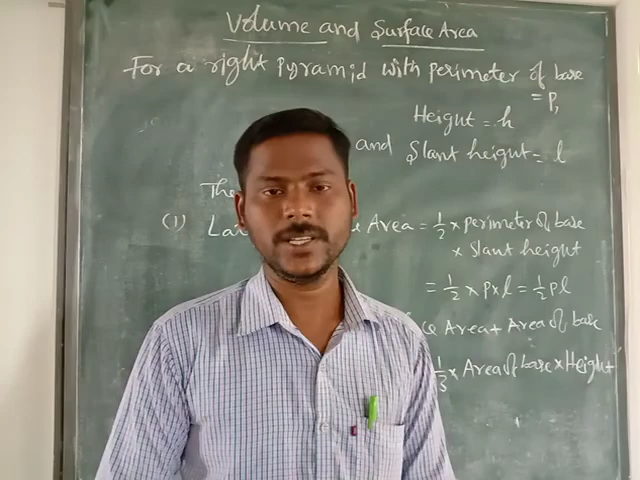 Volume and Surface Area
For a right pyramid with perimeter of base
= P,
Height = h
and Slant height = l
The
(1) Area = 1/2 × perimeter of base
× Slant height
= 1/2 × P × l = 1/2 Pl
Area + Area of base
1/3 × Area of base × Height